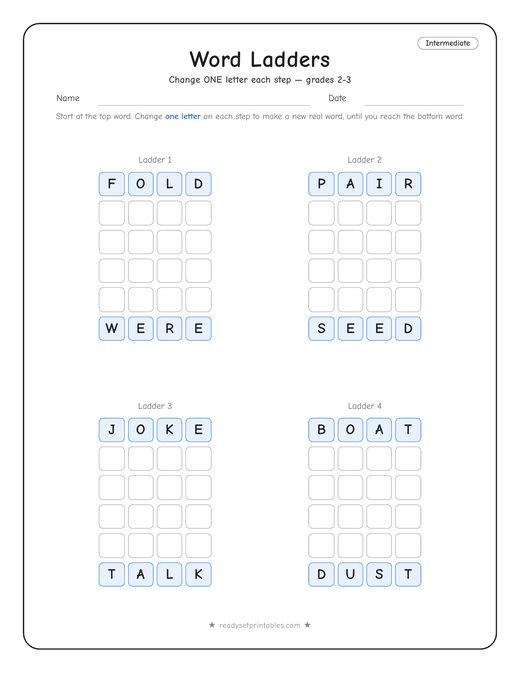 Intermediate
Word Ladders
Change ONE letter each step — grades 2-3
Name Date
Start at the top word. Change one letter on each step to make a new real word, until you reach the bottom word.
Ladder 1
F O L D
W E R E
Ladder 2
P A I R
S E E D
Ladder 3
J O K E
T A L K
Ladder 4
B O A T
D U S T
★ readysetprintables.com ★